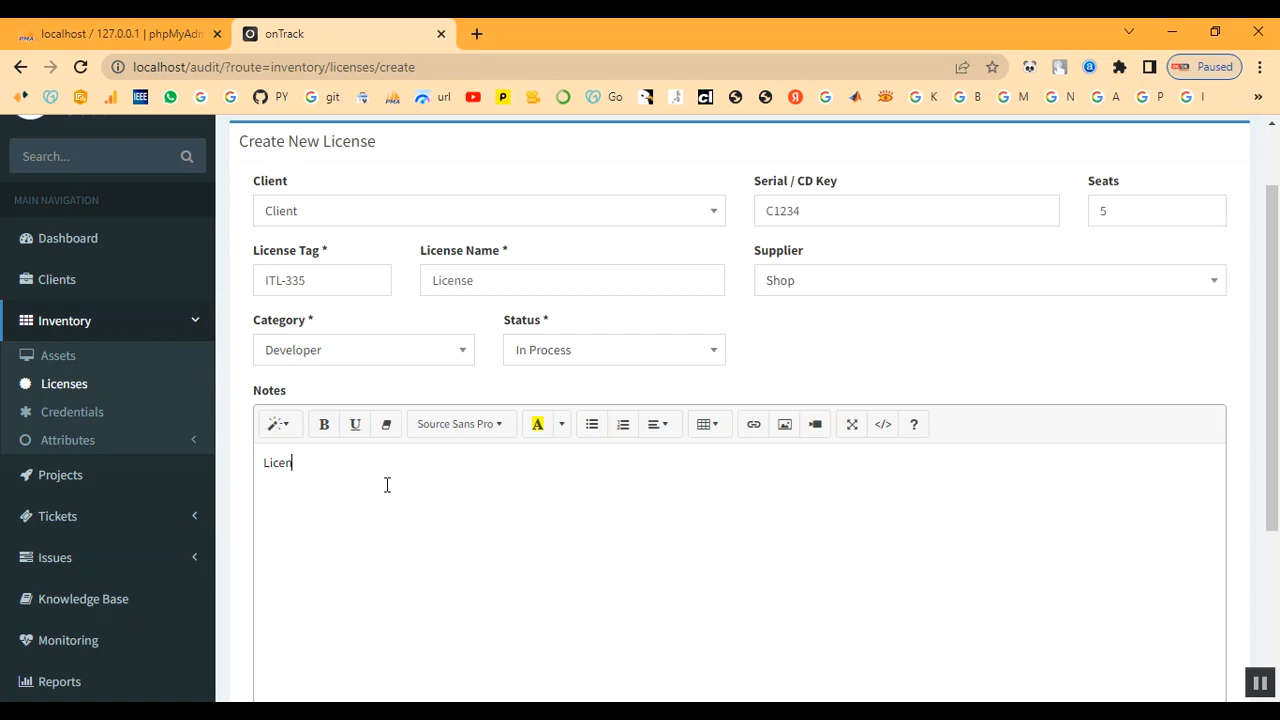 localhost / 127.0.0.1 | phpMyAdn
onTrack
localhost/audit/?route=inventory/licenses/create
Paused
IEEE
PY
git
url
Go
K
B
M
N
A
P
I
Search...
MAIN NAVIGATION
Dashboard
Clients
Inventory
Assets
Licenses
Credentials
Attributes
Projects
Tickets
Issues
Knowledge Base
Monitoring
Reports
Create New License
Client
Serial / CD Key
Seats
Client
C1234
5
License Tag *
License Name *
Supplier
ITL-335
License
Shop
Category *
Status *
Developer
In Process
Notes
B U Source Sans Pro A </> ?
Licen